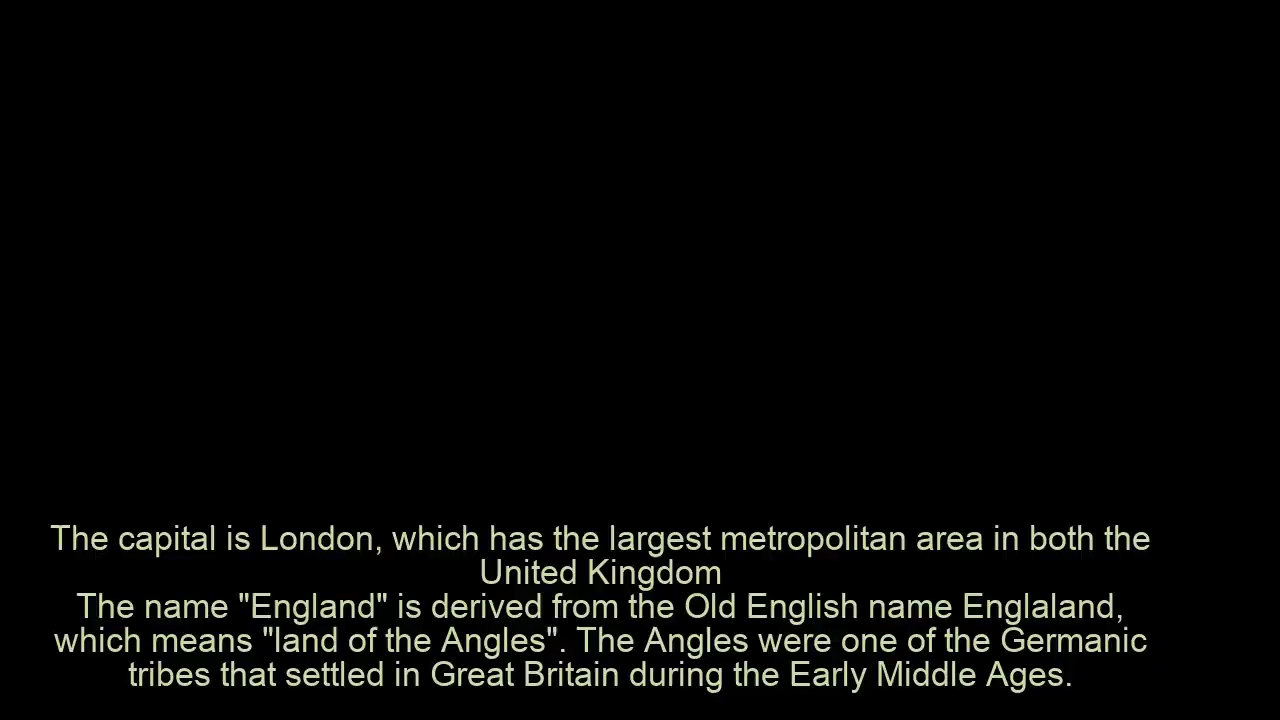 The capital is London, which has the largest metropolitan area in both the
United Kingdom
The name "England" is derived from the Old English name Englaland,
which means "land of the Angles". The Angles were one of the Germanic
tribes that settled in Great Britain during the Early Middle Ages.